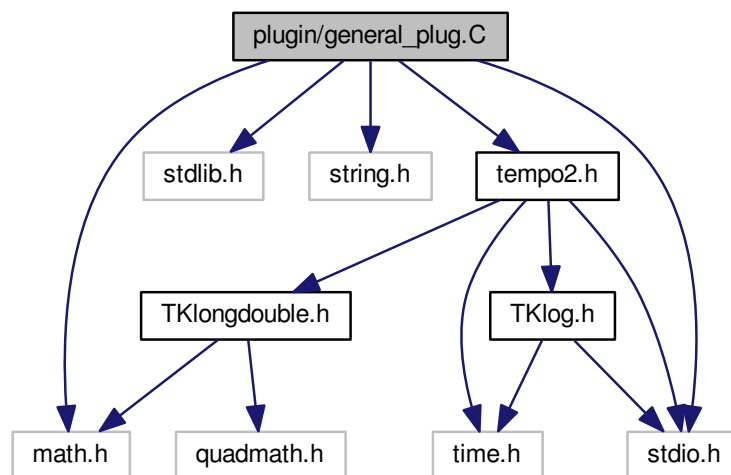 plugin/general_plug.C
stdlib.h
string.h
tempo2.h
TKlongdouble.h
TKlog.h
math.h
quadmath.h
time.h
stdio.h